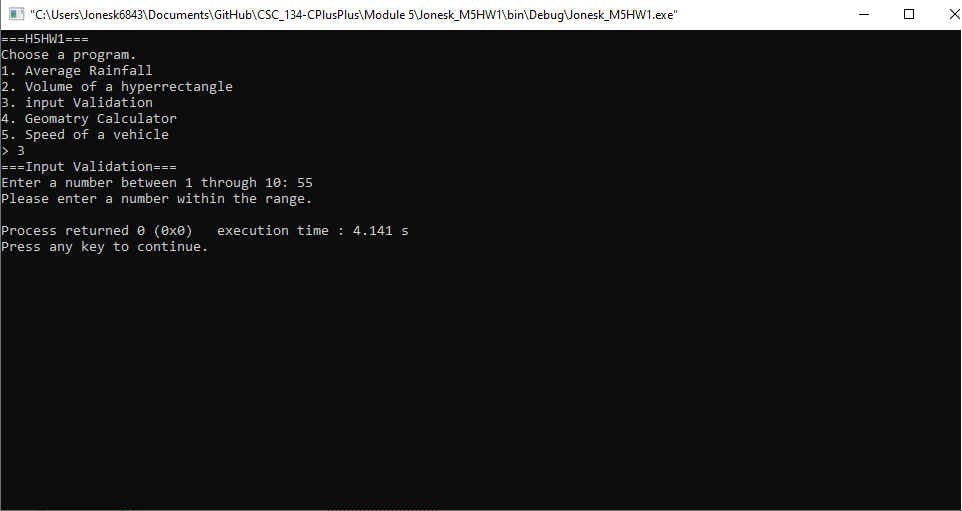 "C:\Users\Jonesk6843\Documents\GitHub\CSC_134-CPlusPlus\Module 5\Jonesk_M5HW1\bin\Debug\Jonesk_M5HW1.exe"
===H5HW1===
Choose a program.
1. Average Rainfall
2. Volume of a hyperrectangle
3. input Validation
4. Geomatry Calculator
5. Speed of a vehicle
> 3
===Input Validation===
Enter a number between 1 through 10: 55
Please enter a number within the range.
Process returned 0 (0x0)   execution time : 4.141 s
Press any key to continue.